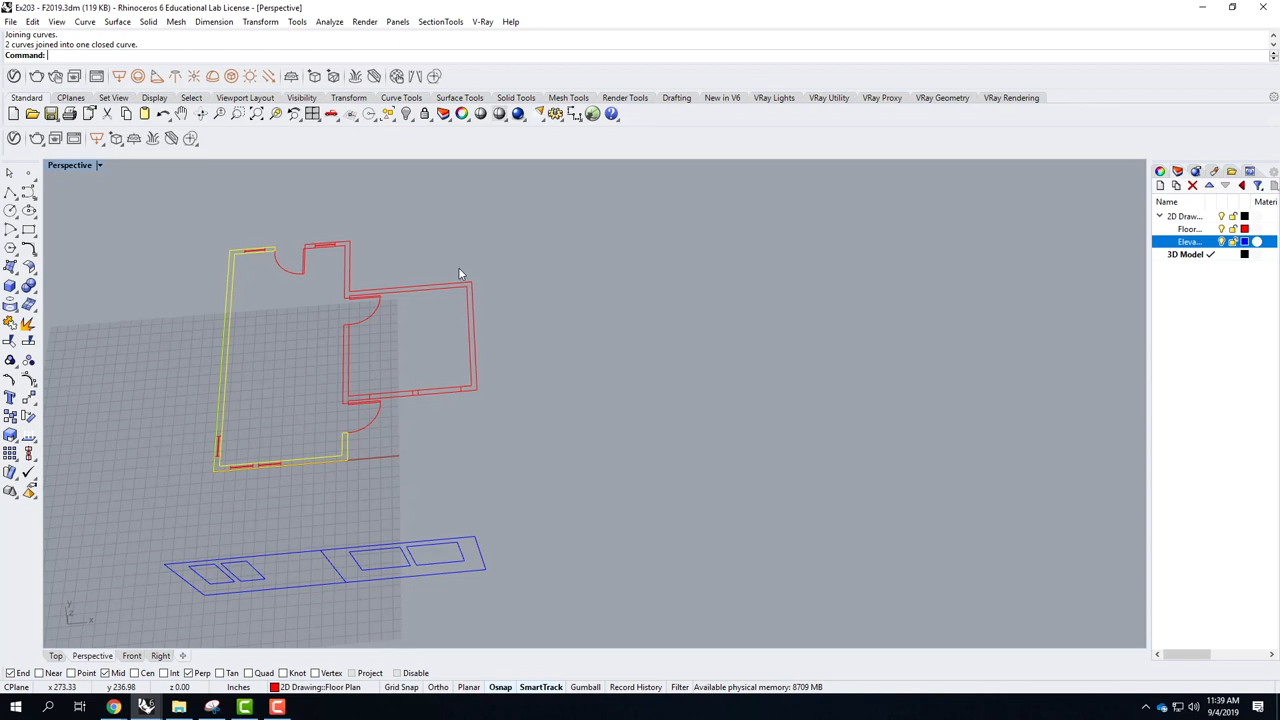 Ex203 - F2019.3dm (119 KB) - Rhinoceros 6 Educational Lab License - [Perspective]
File Edit View Curve Surface Solid Mesh Dimension Transform Tools Analyze Render Panels SectionTools V-Ray Help
Joining curves.
2 curves joined into one closed curve.
Command:
Standard CPlanes Set View Display Select Viewport Layout Visibility Transform Curve Tools Surface Tools Solid Tools Mesh Tools Render Tools Drafting New in V6 VRay Lights VRay Utility VRay Proxy VRay Geometry VRay Rendering
Perspective
Name Materi
2D Draw...
Floor...
Eleva...
3D Model
y
z
x
Top Perspective Front Right
End Near Point Mid Cen Int Perp Tan Quad Knot Vertex Project Disable
CPlane x 273.33 y 236.98 z 0.00 Inches 2D Drawing::Floor Plan Grid Snap Ortho Planar Osnap SmartTrack Gumball Record History Filter Available physical memory: 8709 MB
11:39 AM
9/4/2019